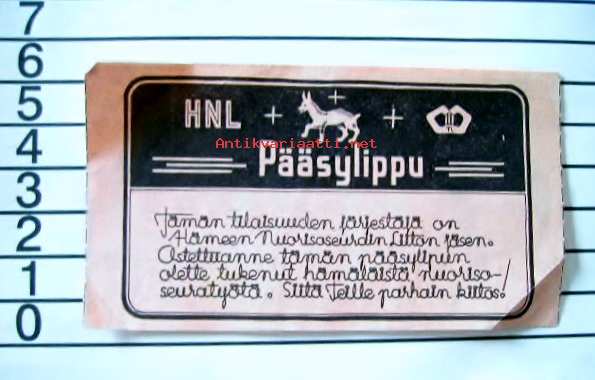 7
6
5
4
3
2
1
0
HNL
Antikvariaatti.net
Pääsylippu
Tämän tilaisuuden järjestäjä on
Hämeen Nuorisoseurain Liiton jäsen.
Ostettuanne tämän pääsylipun
olette tukenut hämäläistä nuoriso-
seuratyötä. Siitä Teille parhain kiitos!